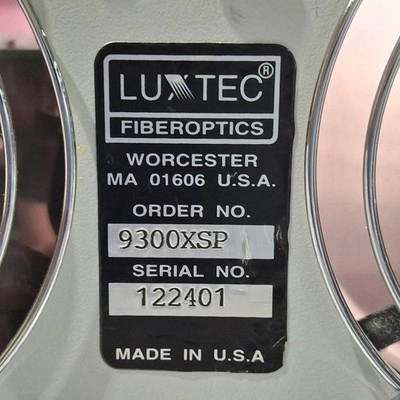 LUXTEC®
FIBEROPTICS
WORCESTER
MA 01606 U.S.A.
ORDER NO.
9300XSP
SERIAL NO.
122401
MADE IN U.S.A